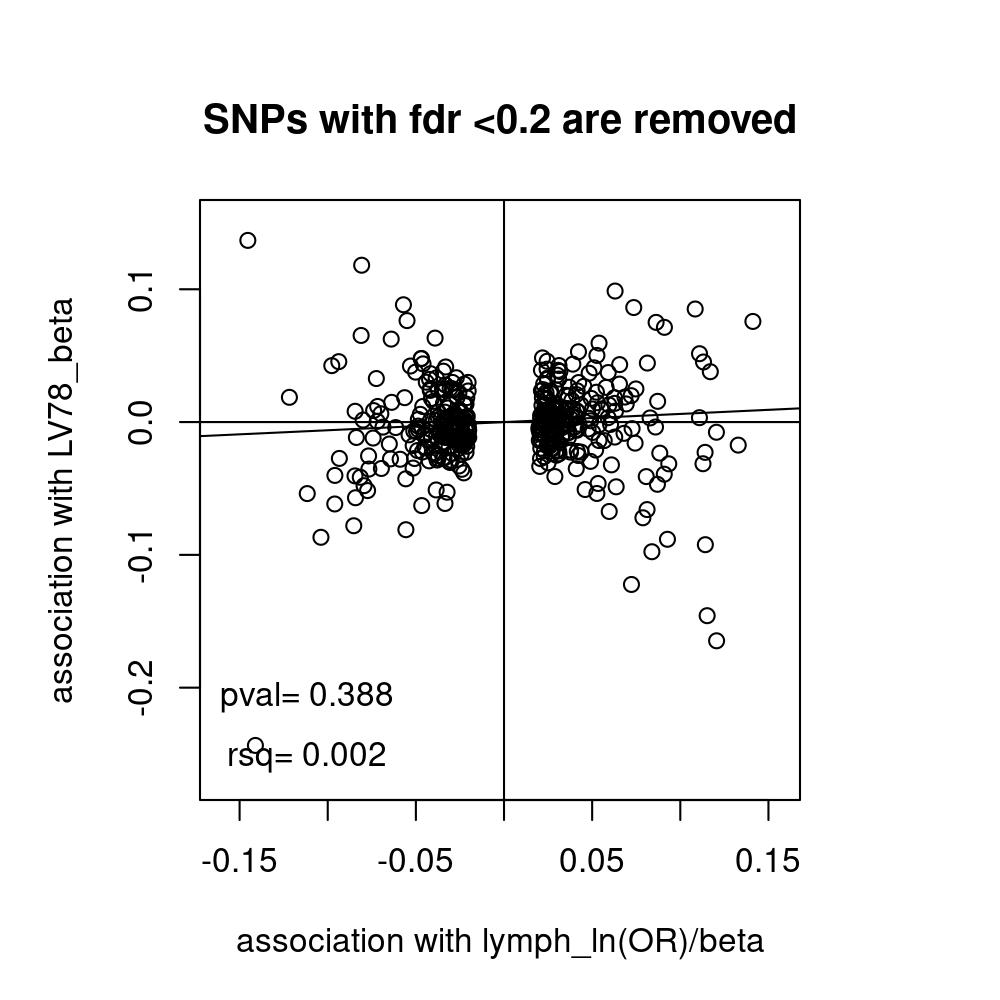 SNPs with fdr <0.2 are removed
association with LV78_beta
0.1
0.0
-0.1
-0.2
pval= 0.388
rsq= 0.002
-0.15
-0.05
0.05
0.15
association with lymph_ln(OR)/beta